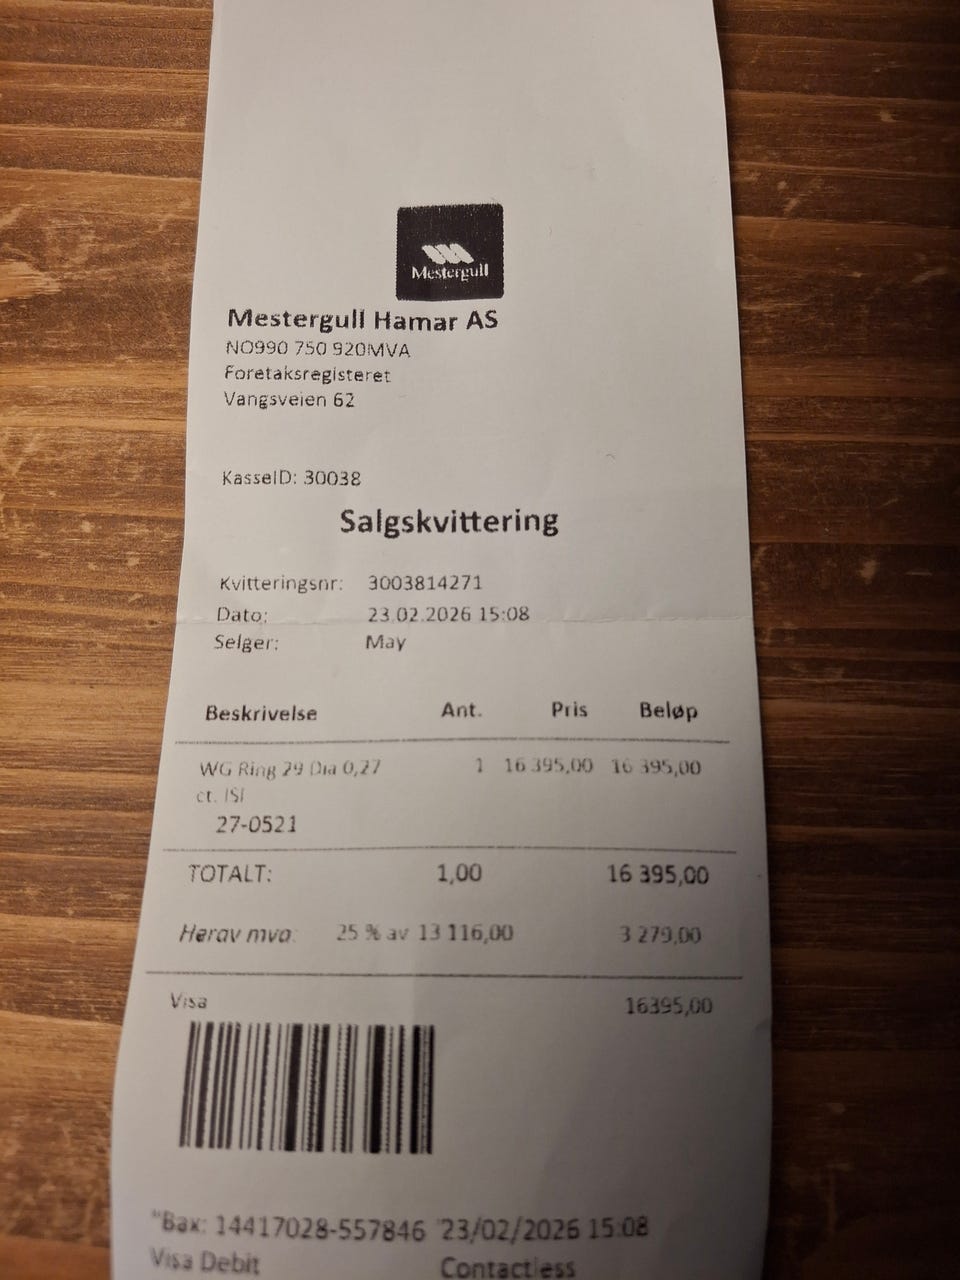 Mestergull
Mestergull Hamar AS
NO990 750 920MVA
Foretaksregisteret
Vangsveien 62
KasseID: 30038
Salgskvittering
Kvitteringsnr: 3003814271
Dato: 23.02.2026 15:08
Selger: May
Beskrivelse Ant. Pris Beløp
WG Ring 29 Dia 0,27 1 16 395,00 16 395,00
ct. ISI
27-0521
TOTALT: 1,00 16 395,00
Herav mva: 25 % av 13 116,00 3 279,00
Visa 16395,00
"Bax: 14417028-557846 23/02/2026 15:08
Visa Debit Contactless